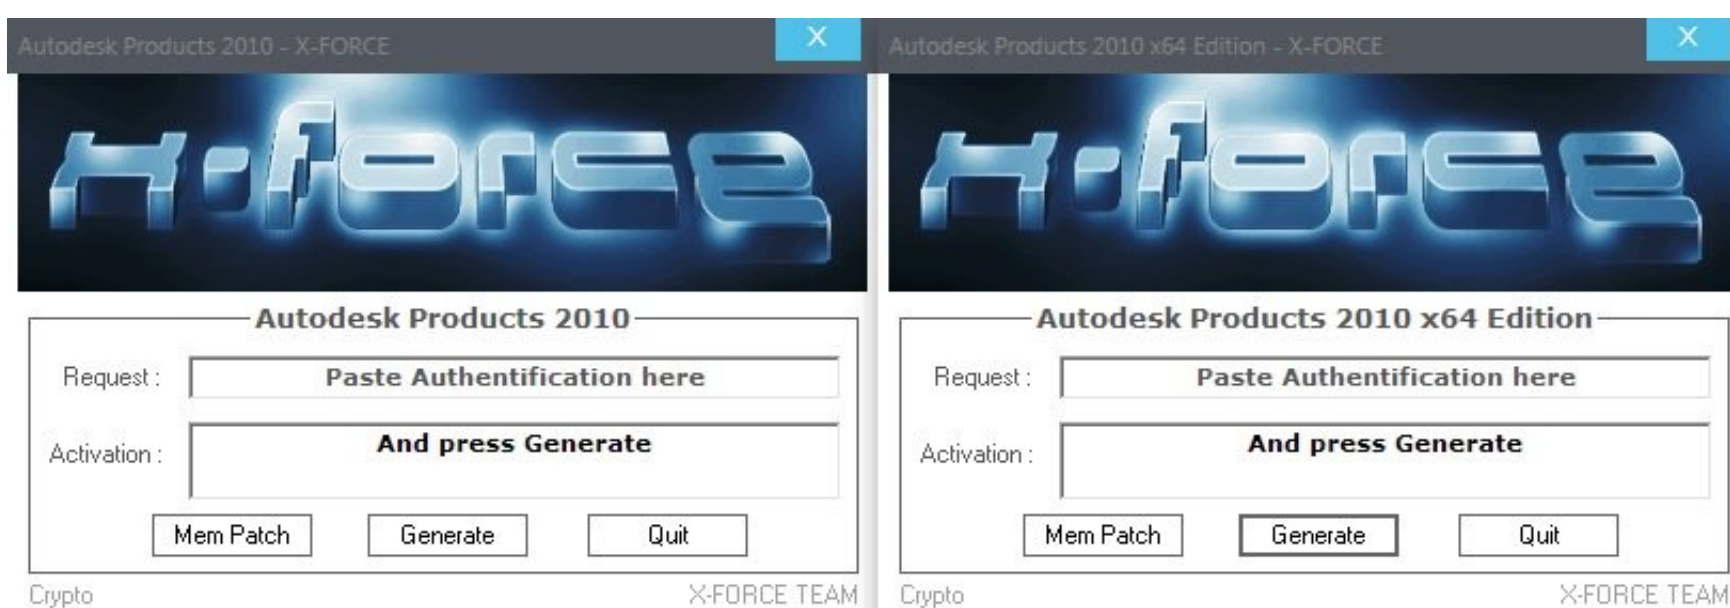 Autodesk Products 2010 - X-FORCE
X
x-force
Autodesk Products 2010
Request :
Paste Authentification here
Activation :
And press Generate
Mem Patch
Generate
Quit
Crypto
X-FORCE TEAM
Autodesk Products 2010 x64 Edition - X-FORCE
X
x-force
Autodesk Products 2010 x64 Edition
Request :
Paste Authentification here
Activation :
And press Generate
Mem Patch
Generate
Quit
Crypto
X-FORCE TEAM